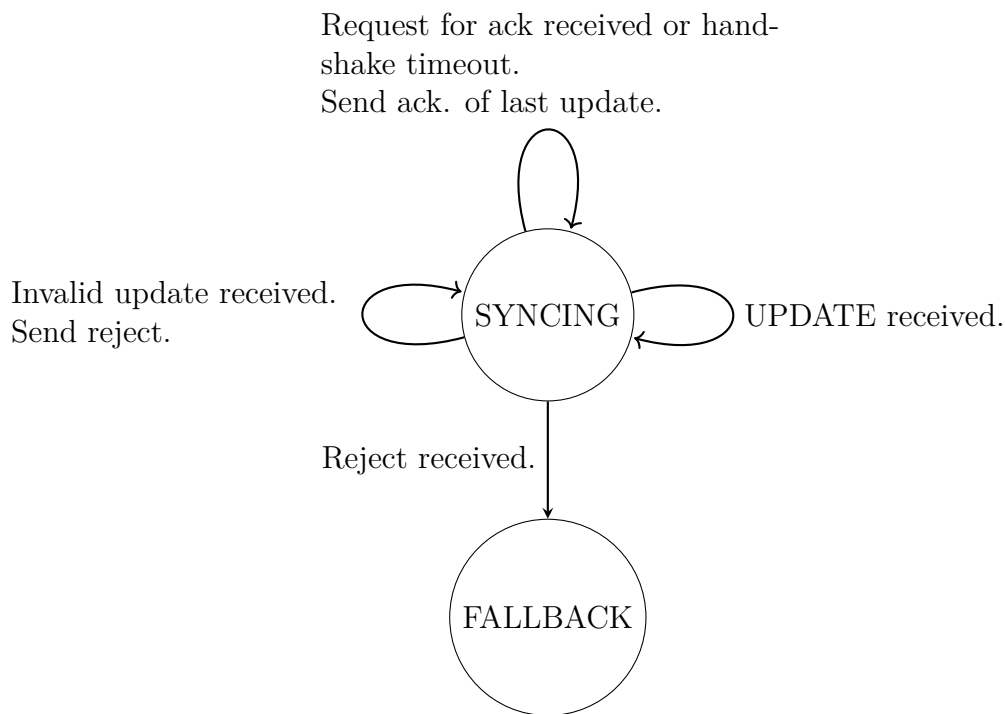 Request for ack received or hand-
shake timeout.
Send ack. of last update.
Invalid update received.
Send reject.
SYNCING
UPDATE received.
Reject received.
FALLBACK